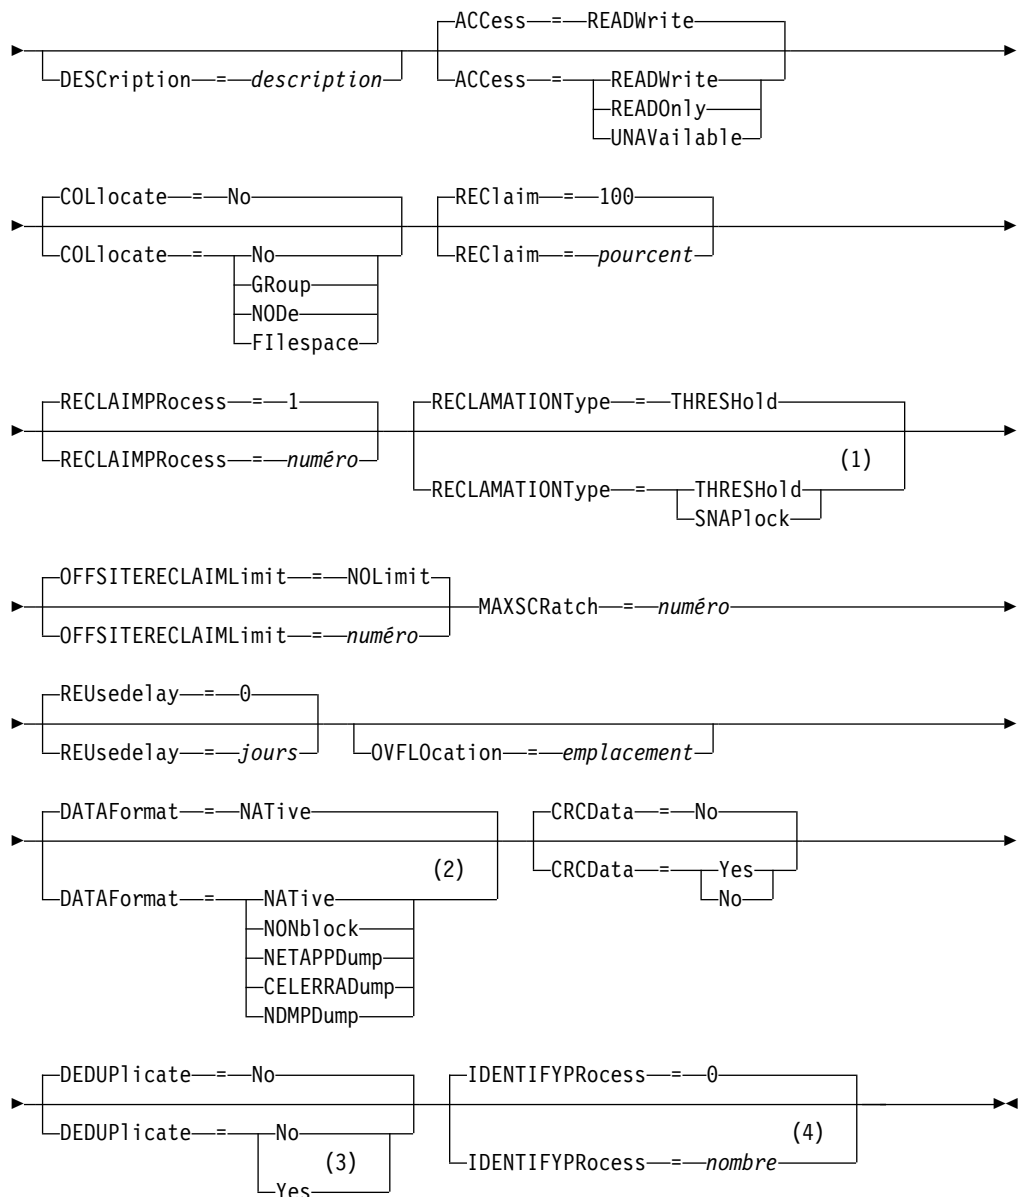 ACCess = READWrite
DESCription = description ACCess = READWrite
READOnly
UNAVailable
COLlocate = No REClaim = 100
COLlocate = No REClaim = pourcent
GRoup
NODe
FIlespace
RECLAIMPRocess = 1 RECLAMATIONType = THRESHold
RECLAIMPRocess = numéro (1)
RECLAMATIONType = THRESHold
SNAPlock
OFFSITERECLAIMLimit = NOLimit
MAXSCRatch = numéro
OFFSITERECLAIMLimit = numéro
REUsedelay = 0
REUsedelay = jours OVFLOcation = emplacement
DATAFormat = NATive CRCData = No
(2) CRCData = Yes
DATAFormat = NATive No
NONblock
NETAPPDump
CELERRADump
NDMPDump
DEDUPlicate = No IDENTIFYPRocess = 0
DEDUPlicate = No (4)
(3) IDENTIFYPRocess = nombre
Yes